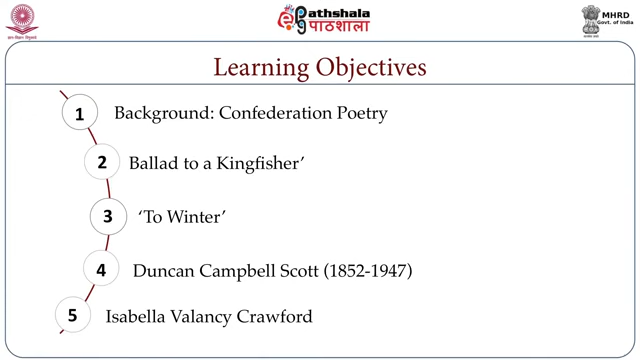 ePathshala
पाठशाला
MHRD
Govt. of India
Learning Objectives
1 Background: Confederation Poetry
2 Ballad to a Kingfisher’
3 ‘To Winter’
4 Duncan Campbell Scott (1852-1947)
5 Isabella Valancy Crawford